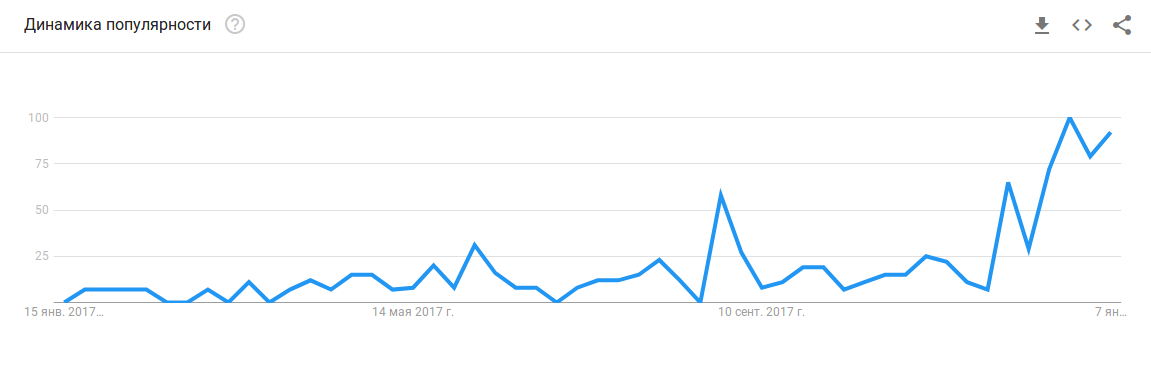 Динамика популярности
100
75
50
25
15 янв. 2017…
14 мая 2017 г.
10 сент. 2017 г.
7 ян…